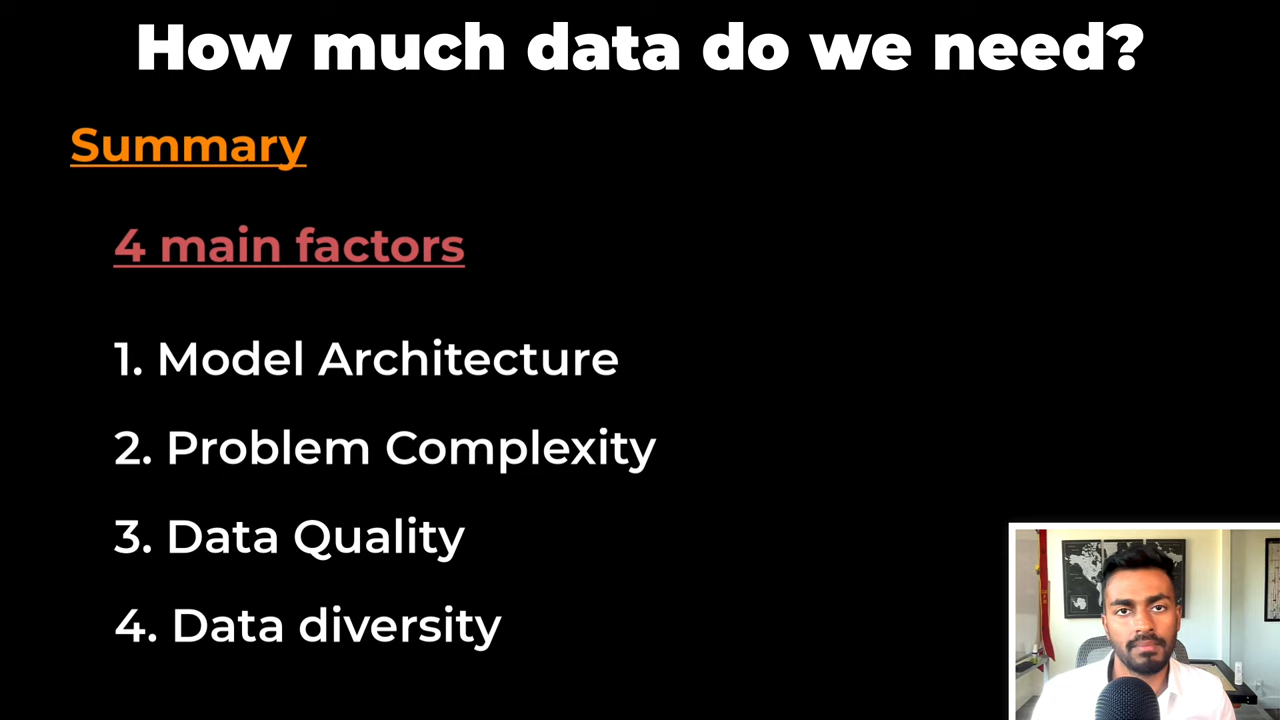 How much data do we need?
Summary
4 main factors
1. Model Architecture
2. Problem Complexity
3. Data Quality
4. Data diversity